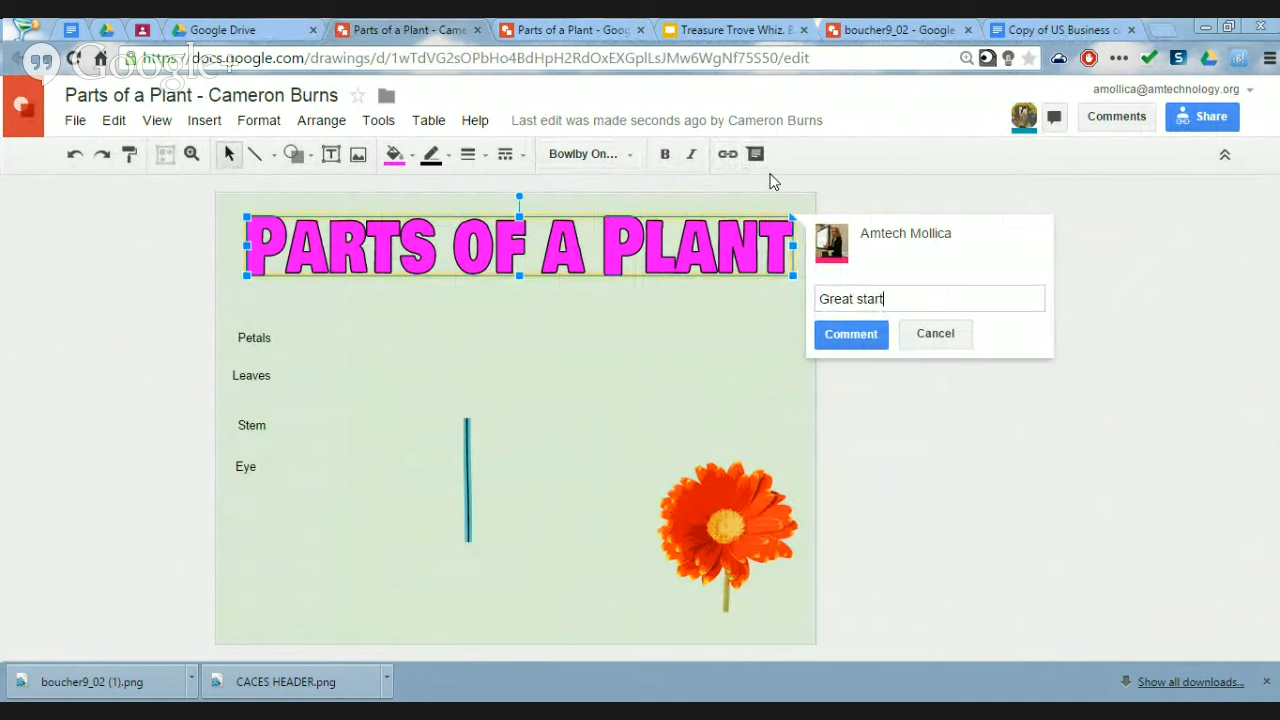 Google Drive
Parts of a Plant - Came
Parts of a Plant - Goog
Treasure Trove Whiz. B
boucher9_02 - Google
Copy of US Business c
Google+
https://docs.google.com/drawings/d/1wTdVG2sOPbHo4BdHpH2RdOxEXGplLsJMw6WgNf75S50/edit
Parts of a Plant - Cameron Burns
amollica@amtechnology.org
File Edit View Insert Format Arrange Tools Table Help Last edit was made seconds ago by Cameron Burns
Comments
Share
Bowlby On...
B I
PARTS OF A PLANT
Amtech Mollica
Great start
Comment Cancel
Petals
Leaves
Stem
Eye
boucher9_02 (1).png
CACES HEADER.png
Show all downloads...